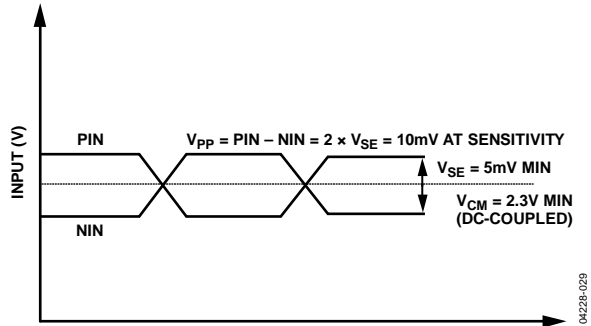 INPUT (V)
PIN
V_PP = PIN – NIN = 2 × V_SE = 10mV AT SENSITIVITY
V_SE = 5mV MIN
V_CM = 2.3V MIN
(DC-COUPLED)
NIN
04228-029